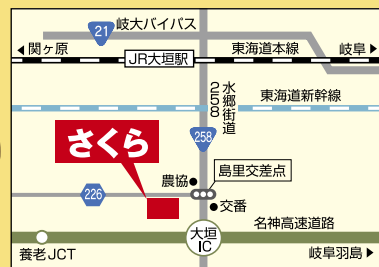 21
岐大バイパス
関ヶ原
JR大垣駅
東海道本線
岐阜
水郷街道
258
東海道新幹線
258
さくら
農協
島里交差点
226
交番
大垣
IC
名神高速道路
養老JCT
岐阜羽島